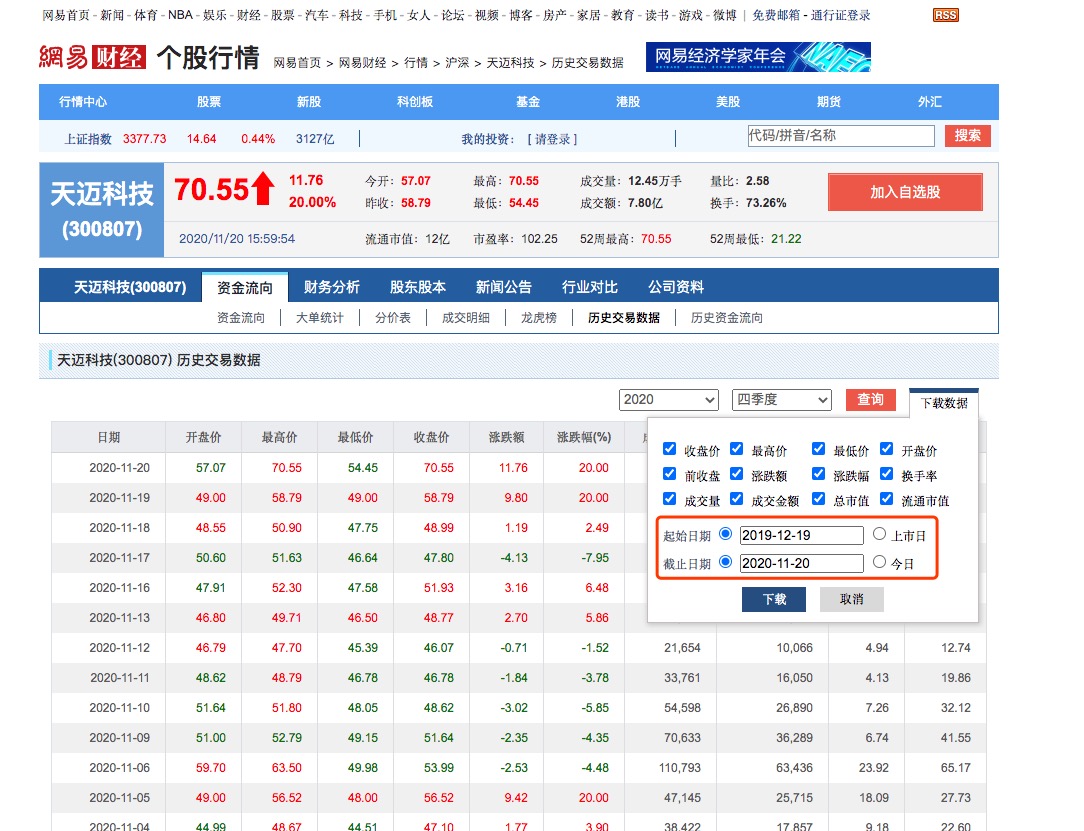 网易首页 - 新闻 - 体育 - NBA - 娱乐 - 财经 - 股票 - 汽车 - 科技 - 手机 - 女人 - 论坛 - 视频 - 博客 - 房产 - 家居 - 教育 - 读书 - 游戏 - 微博 | 免费邮箱 - 通行证登录 RSS
網易 财经 个股行情 网易首页 > 网易财经 > 行情 > 沪深 > 天迈科技 > 历史交易数据 网易经济学家年会
行情中心 股票 新股 科创板 基金 港股 美股 期货 外汇
上证指数 3377.73 14.64 0.44% 3127亿 我的投资： [ 请登录 ] 代码/拼音/名称 搜索
天迈科技 70.55 11.76 今开：57.07 最高：70.55 成交量：12.45万手 量比：2.58 加入自选股
(300807) 20.00% 昨收：58.79 最低：54.45 成交额：7.80亿 换手：73.26%
2020/11/20 15:59:54 流通市值：12亿 市盈率：102.25 52周最高：70.55 52周最低：21.22
天迈科技(300807) 资金流向 财务分析 股东股本 新闻公告 行业对比 公司资料
资金流向 大单统计 分价表 成交明细 龙虎榜 历史交易数据 历史资金流向
天迈科技(300807) 历史交易数据
2020 四季度 查询 下载数据
日期 开盘价 最高价 最低价 收盘价 涨跌额 涨跌幅(%)
收盘价 最高价 最低价 开盘价
2020-11-20 57.07 70.55 54.45 70.55 11.76 20.00
前收盘 涨跌额 涨跌幅 换手率
2020-11-19 49.00 58.79 49.00 58.79 9.80 20.00
成交量 成交金额 总市值 流通市值
2020-11-18 48.55 50.90 47.75 48.99 1.19 2.49
起始日期 2019-12-19 上市日
2020-11-17 50.60 51.63 46.64 47.80 -4.13 -7.95
截止日期 2020-11-20 今日
2020-11-16 47.91 52.30 47.58 51.93 3.16 6.48
下载 取消
2020-11-13 46.80 49.71 46.50 48.77 2.70 5.86
2020-11-12 46.79 47.70 45.39 46.07 -0.71 -1.52 21,654 10,066 4.94 12.74
2020-11-11 48.62 48.79 46.78 46.78 -1.84 -3.78 33,761 16,050 4.13 19.86
2020-11-10 51.64 51.80 48.05 48.62 -3.02 -5.85 54,598 26,890 7.26 32.12
2020-11-09 51.00 52.79 49.15 51.64 -2.35 -4.35 70,633 36,289 6.74 41.55
2020-11-06 59.70 63.50 49.98 53.99 -2.53 -4.48 110,793 63,436 23.92 65.17
2020-11-05 49.00 56.52 48.00 56.52 9.42 20.00 47,145 25,715 18.09 27.73
2020-11-04 44.99 48.67 44.51 47.10 1.77 3.90 38,422 17,857 9.18 22.60